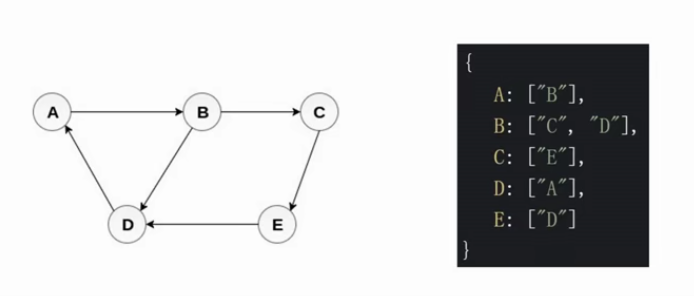 A
B
C
D
E
{
A: ["B"],
B: ["C", "D"],
C: ["E"],
D: ["A"],
E: ["D"]
}